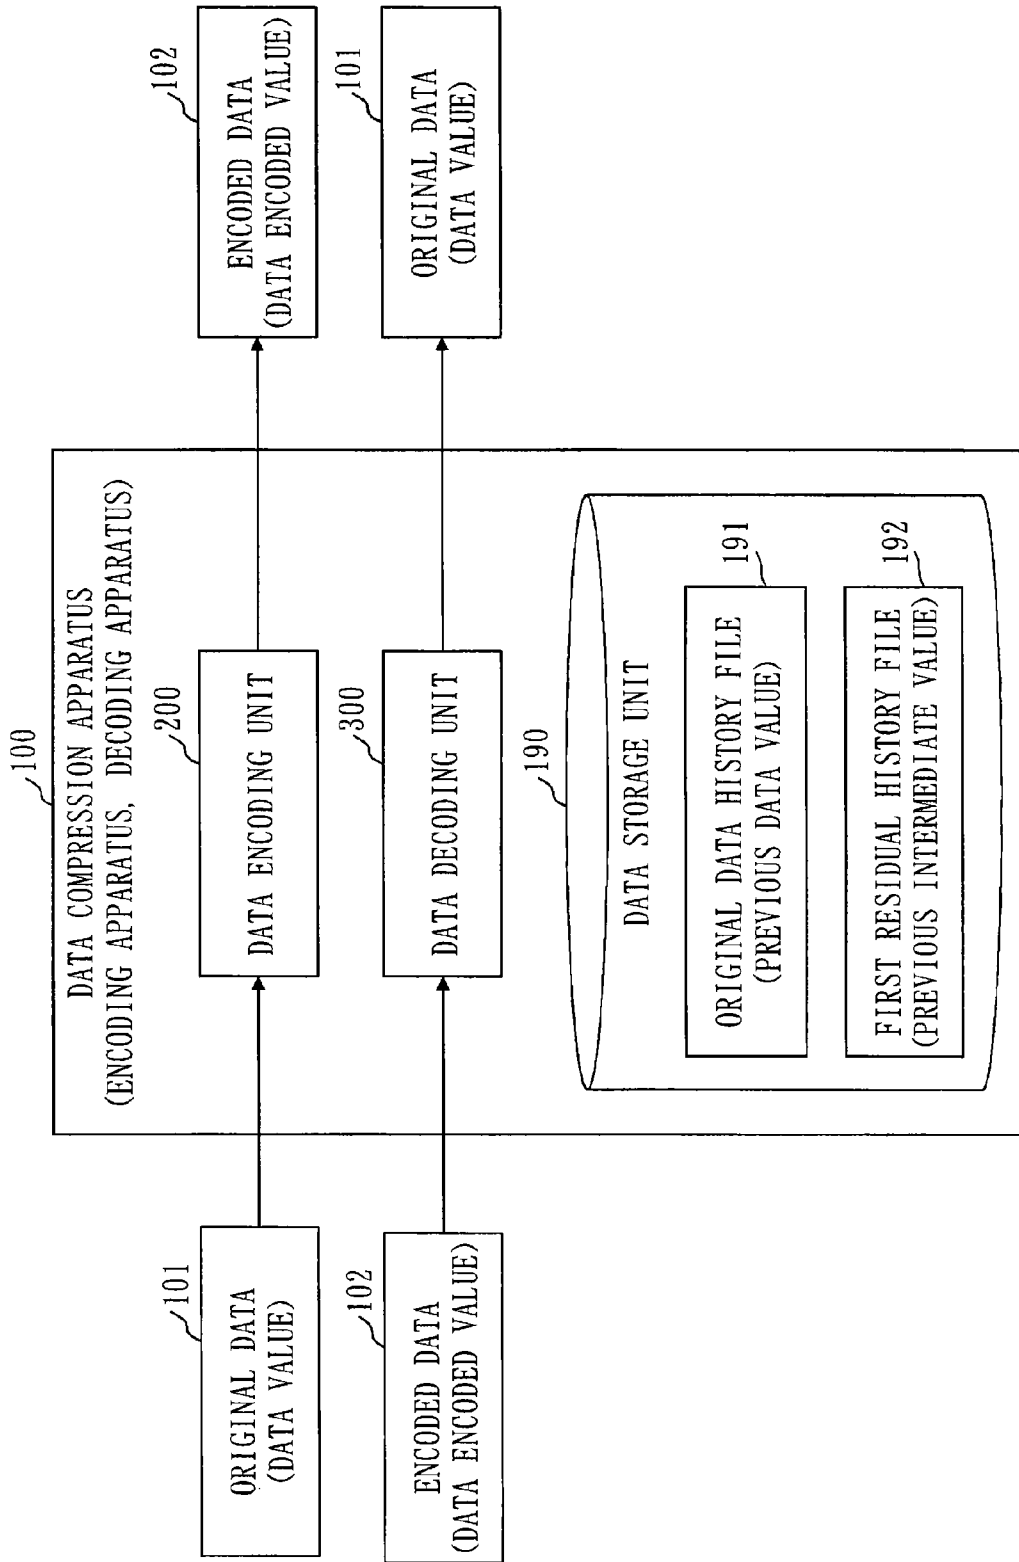 100
DATA COMPRESSION APPARATUS
(ENCODING APPARATUS, DECODING APPARATUS)
101
ORIGINAL DATA
(DATA VALUE)
200
DATA ENCODING UNIT
102
ENCODED DATA
(DATA ENCODED VALUE)
102
ENCODED DATA
(DATA ENCODED VALUE)
300
DATA DECODING UNIT
101
ORIGINAL DATA
(DATA VALUE)
190
DATA STORAGE UNIT
191
ORIGINAL DATA HISTORY FILE
(PREVIOUS DATA VALUE)
192
FIRST RESIDUAL HISTORY FILE
(PREVIOUS INTERMEDIATE VALUE)